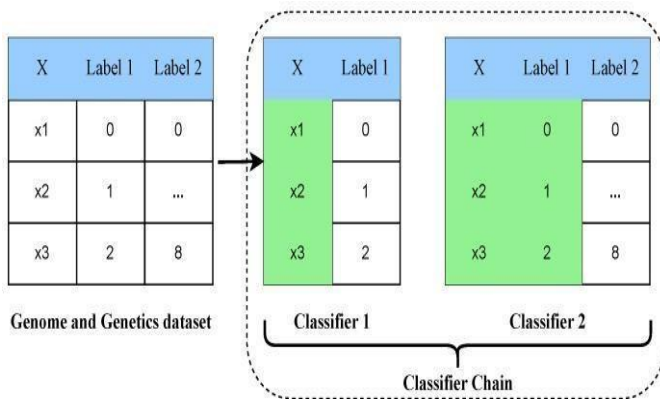 X Label 1 Label 2
x1 0 0
x2 1 ...
x3 2 8
Genome and Genetics dataset
X Label 1
x1 0
x2 1
x3 2
Classifier 1
X Label 1 Label 2
x1 0 0
x2 1 ...
x3 2 8
Classifier 2
Classifier Chain